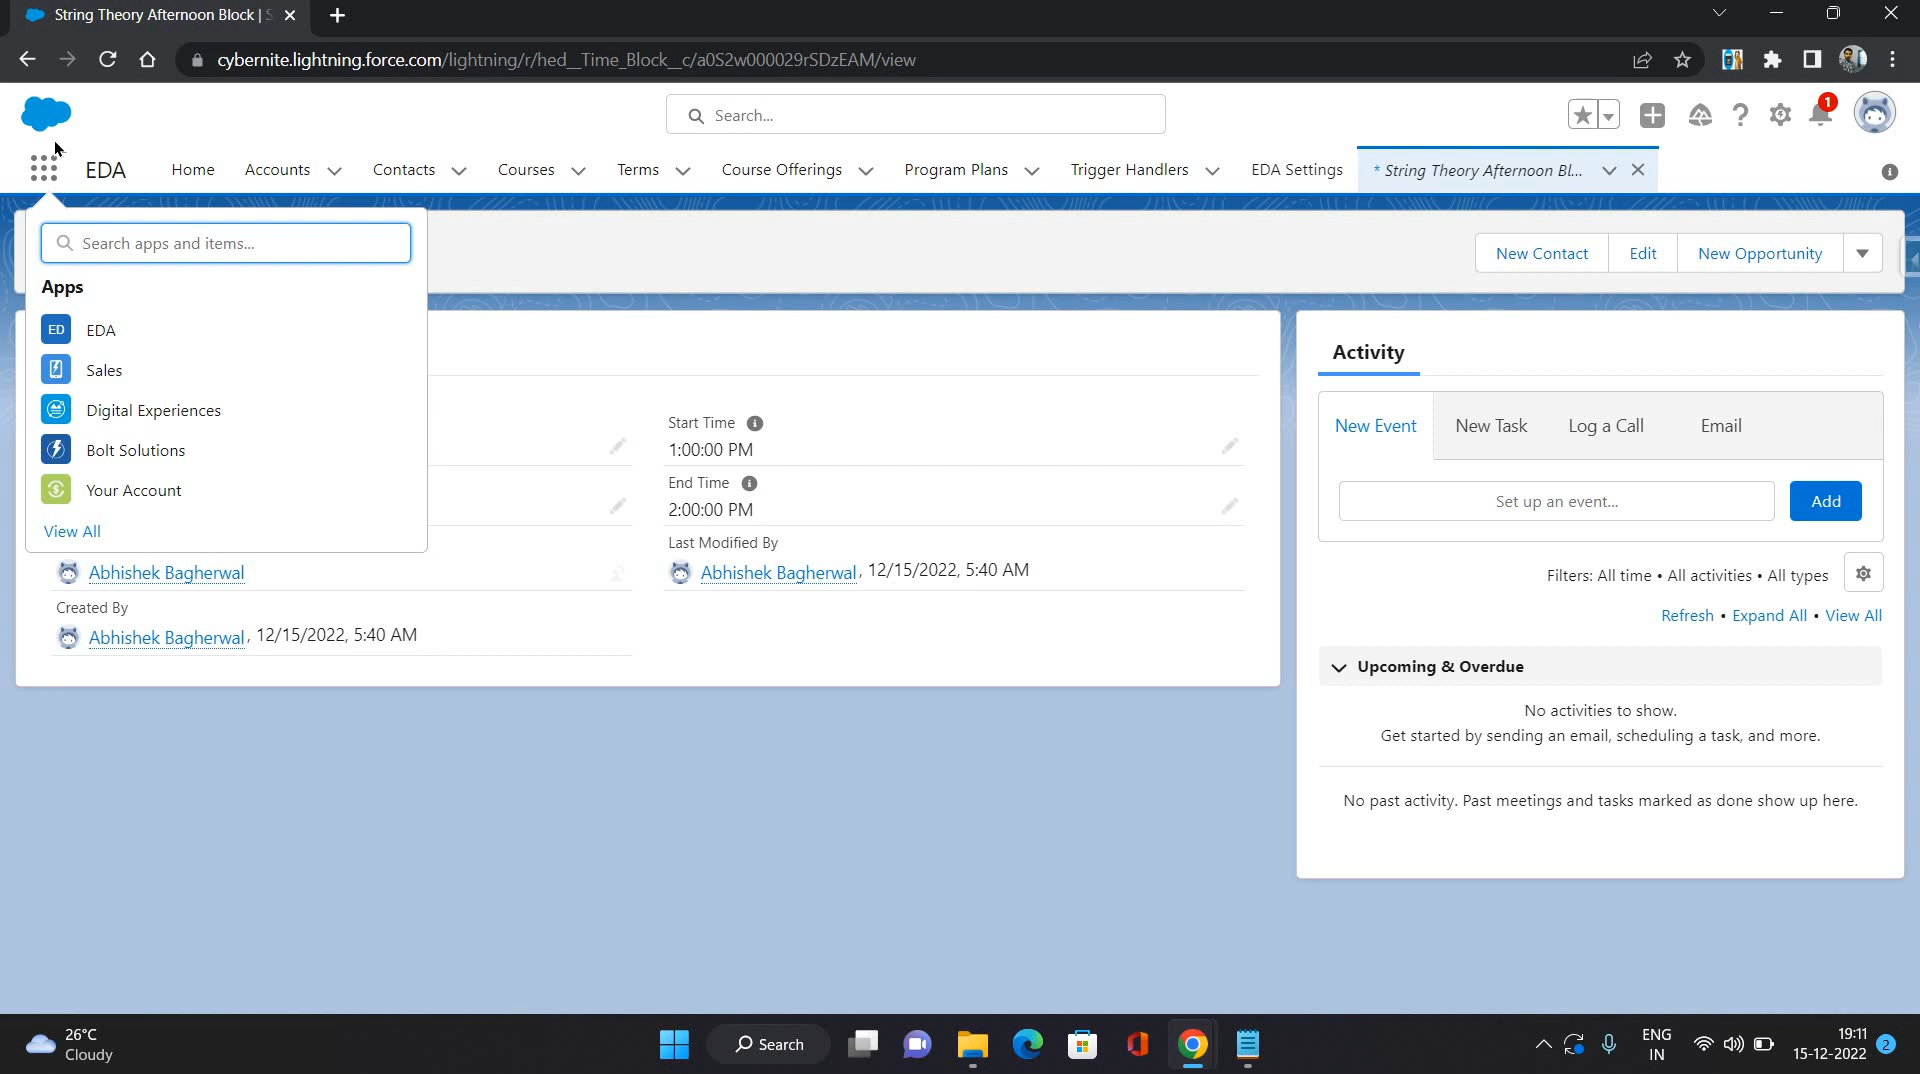 String Theory Afternoon Block | S
cybernite.lightning.force.com/lightning/r/hed__Time_Block__c/a0S2w000029rSDzEAM/view
Search...
1
EDA
Home
Accounts
Contacts
Courses
Terms
Course Offerings
Program Plans
Trigger Handlers
EDA Settings
* String Theory Afternoon Bl...
Search apps and items...
Apps
ED EDA
Sales
Digital Experiences
Bolt Solutions
Your Account
View All
New Contact
Edit
New Opportunity
Start Time
1:00:00 PM
End Time
2:00:00 PM
Last Modified By
Abhishek Bagherwal, 12/15/2022, 5:40 AM
Abhishek Bagherwal
Created By
Abhishek Bagherwal, 12/15/2022, 5:40 AM
Activity
New Event
New Task
Log a Call
Email
Set up an event...
Add
Filters: All time • All activities • All types
Refresh • Expand All • View All
Upcoming & Overdue
No activities to show.
Get started by sending an email, scheduling a task, and more.
No past activity. Past meetings and tasks marked as done show up here.
26°C
Cloudy
Search
ENG
IN
19:11
15-12-2022
2